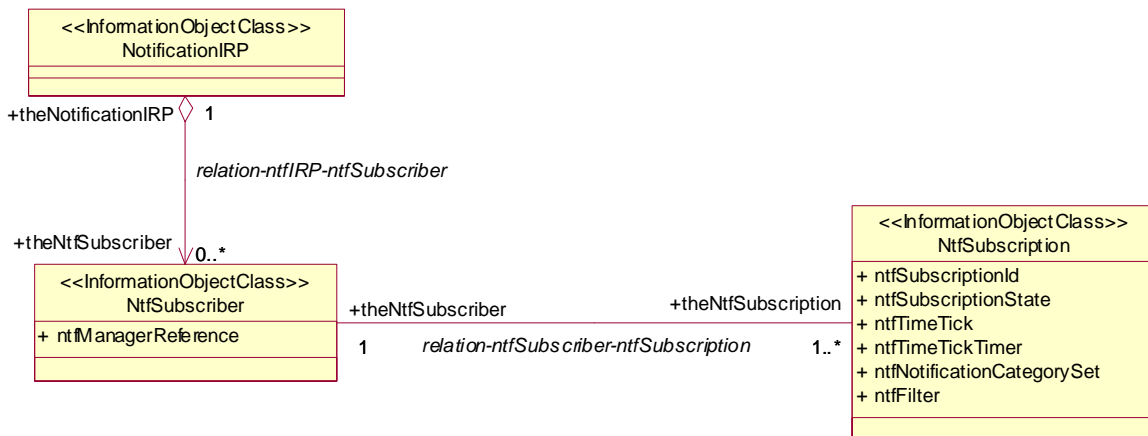 <<InformationObjectClass>>
NotificationIRP
+theNotificationIRP
1
relation-ntfIRP-ntfSubscriber
+theNtfSubscriber
0..*
<<InformationObjectClass>>
NtfSubscriber
+ ntfManagerReference
+theNtfSubscriber
1
relation-ntfSubscriber-ntfSubscription
+theNtfSubscription
1..*
<<InformationObjectClass>>
NtfSubscription
+ ntfSubscriptionId
+ ntfSubscriptionState
+ ntfTimeTick
+ ntfTimeTickTimer
+ ntfNotificationCategorySet
+ ntfFilter